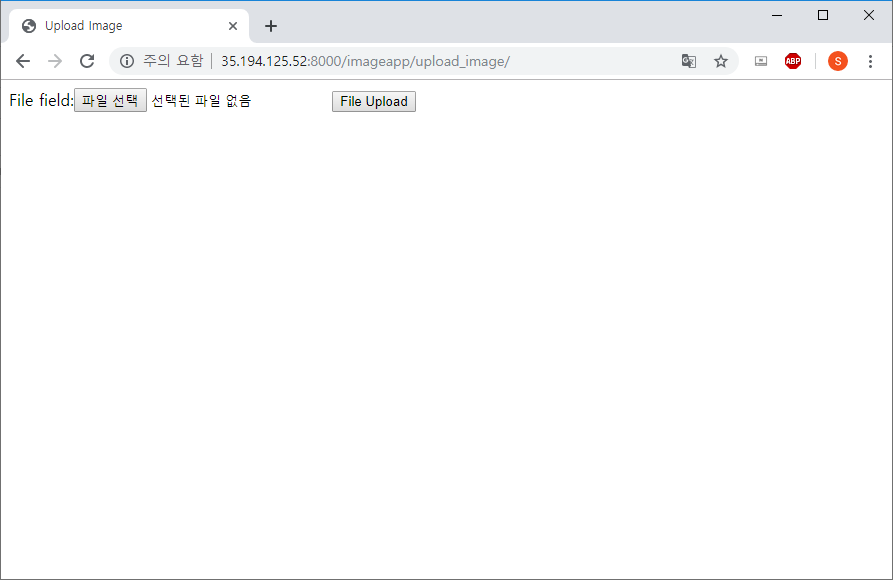 Upload Image
주의 요함 | 35.194.125.52:8000/imageapp/upload_image/
ABP
S
File field: 파일 선택 선택된 파일 없음 File Upload